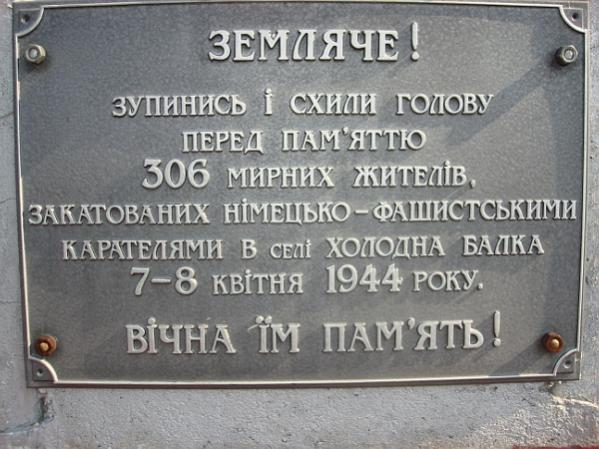 ЗЕМЛЯЧЕ!
ЗУПИНИСЬ І СХИЛИ ГОЛОВУ
ПЕРЕД ПАМ'ЯТТЮ
306 МИРНИХ ЖИТЕЛІВ,
ЗАКАТОВАНИХ НІМЕЦЬКО-ФАШИСТСЬКИМИ
КАРАТЕЛЯМИ В СЕЛІ ХОЛОДНА БАЛКА
7-8 КВІТНЯ 1944 РОКУ.
ВІЧНА ЇМ ПАМ'ЯТЬ!